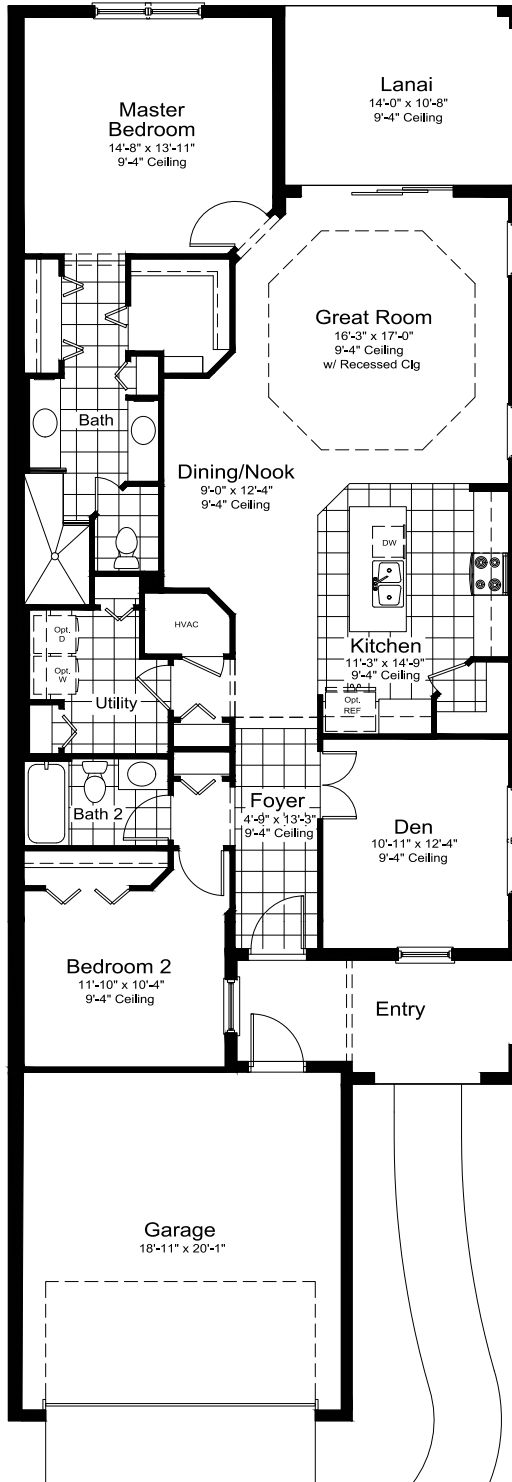 Lanai
14'-0" x 10'-8"
9'-4" Ceiling
Master
Bedroom
14'-8" x 13'-11"
9'-4" Ceiling
Great Room
16'-3" x 17'-0"
9'-4" Ceiling
w/ Recessed Clg
Bath
Dining/Nook
9'-0" x 12'-4"
9'-4" Ceiling
DW
HVAC
Opt.
D
Opt.
W
Utility
Kitchen
11'-3" x 14'-9"
9'-4" Ceiling
Opt.
REF
Bath 2
Foyer
4'-9" x 13'-3"
9'-4" Ceiling
Den
10'-11" x 12'-4"
9'-4" Ceiling
Bedroom 2
11'-10" x 10'-4"
9'-4" Ceiling
Entry
Garage
18'-11" x 20'-1"